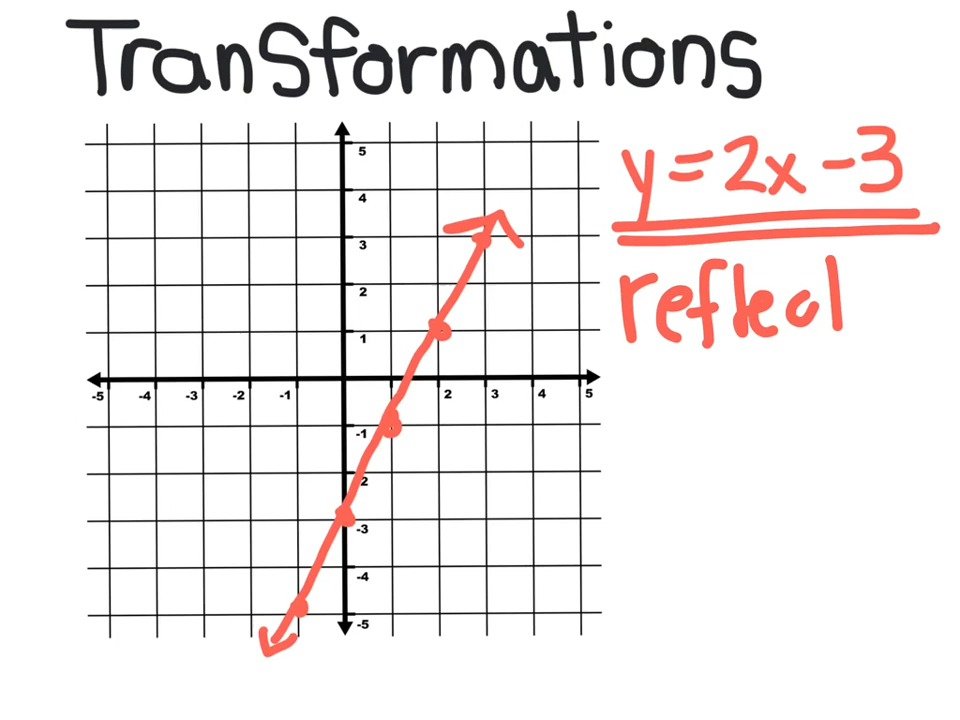 Transformations
y=2x-3
reflect
5
4
3
2
1
-5 -4 -3 -2 -1 2 3 4 5
-1
2
-3
-4
-5